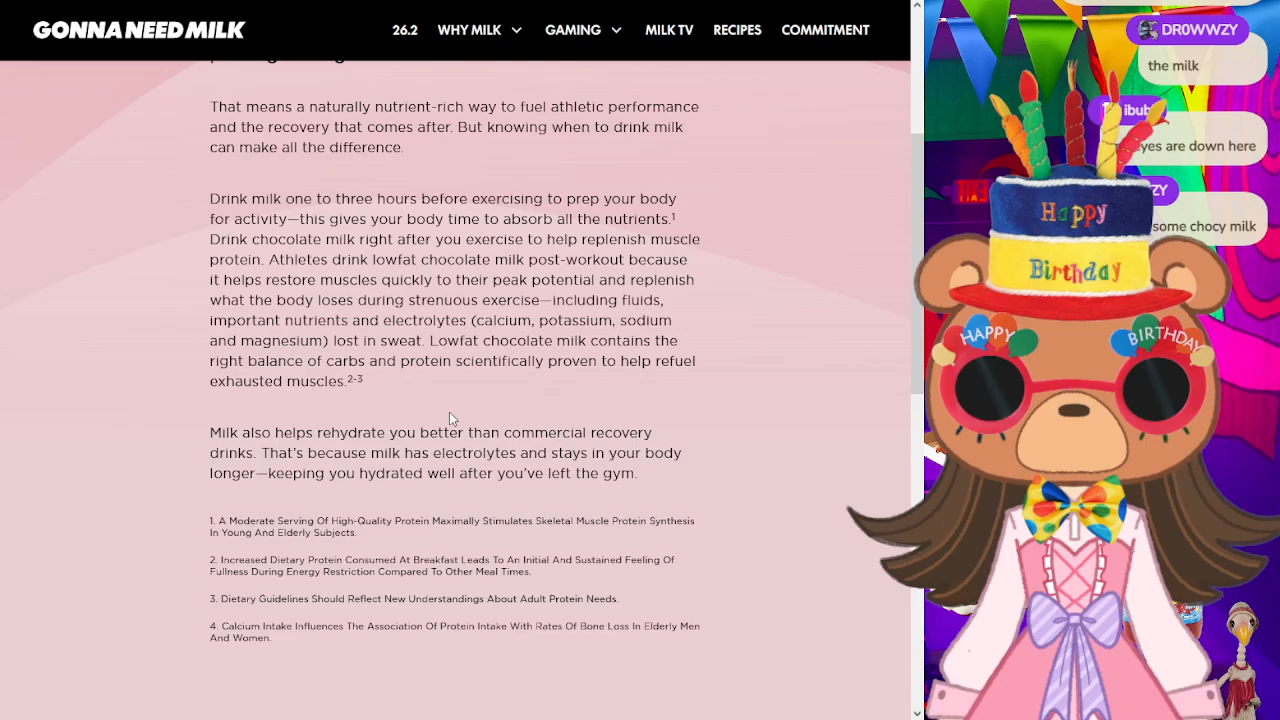 GONNA NEED MILK
26.2
WHY MILK
GAMING
MILK TV
RECIPES
COMMITMENT
That means a naturally nutrient-rich way to fuel athletic performance
and the recovery that comes after. But knowing when to drink milk
can make all the difference.
Drink milk one to three hours before exercising to prep your body
for activity—this gives your body time to absorb all the nutrients.1
Drink chocolate milk right after you exercise to help replenish muscle
protein. Athletes drink lowfat chocolate milk post-workout because
it helps restore muscles quickly to their peak potential and replenish
what the body loses during strenuous exercise—including fluids,
important nutrients and electrolytes (calcium, potassium, sodium
and magnesium) lost in sweat. Lowfat chocolate milk contains the
right balance of carbs and protein scientifically proven to help refuel
exhausted muscles.2-3
Milk also helps rehydrate you better than commercial recovery
drinks. That's because milk has electrolytes and stays in your body
longer—keeping you hydrated well after you've left the gym.
1. A Moderate Serving Of High-Quality Protein Maximally Stimulates Skeletal Muscle Protein Synthesis
In Young And Elderly Subjects.
2. Increased Dietary Protein Consumed At Breakfast Leads To An Initial And Sustained Feeling Of
Fullness During Energy Restriction Compared To Other Meal Times.
3. Dietary Guidelines Should Reflect New Understandings About Adult Protein Needs.
4. Calcium Intake Influences The Association Of Protein Intake With Rates Of Bone Loss In Elderly Men
And Women.
DR0WWZY
the milk
ibub
eyes are down here
ZY
some chocy milk
Happy
Birthday
HAPPY
BIRTHDAY